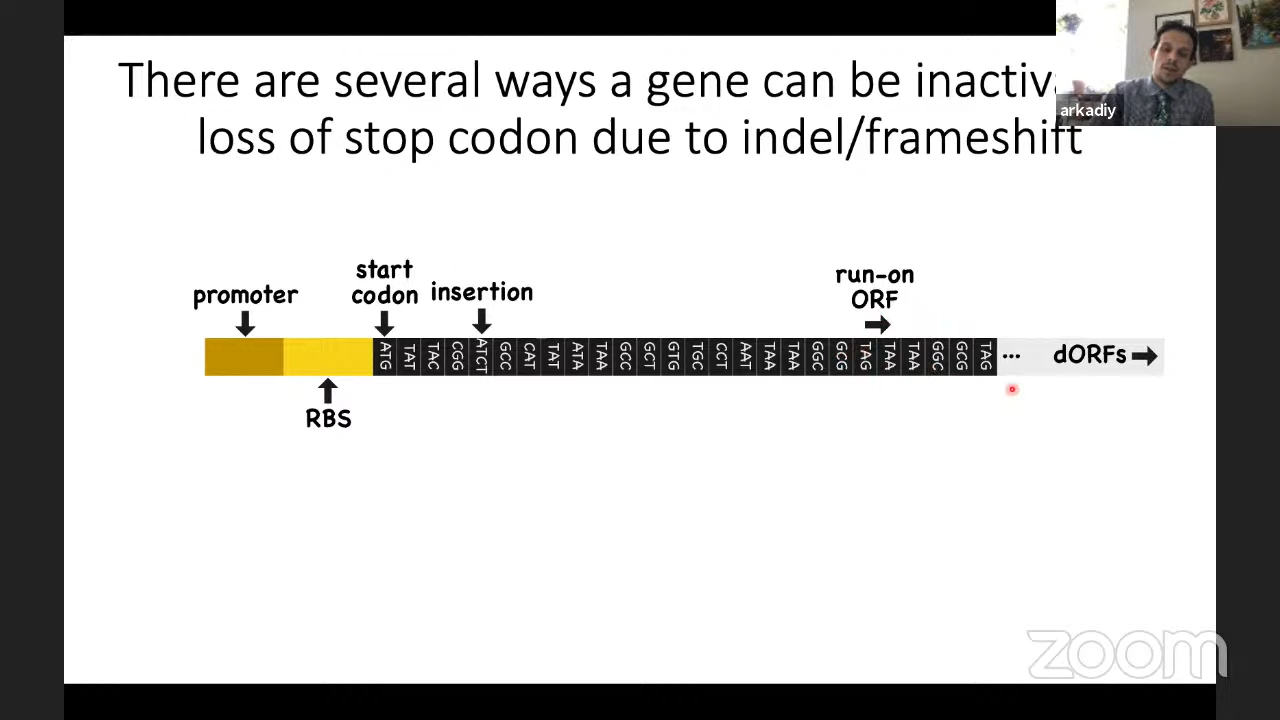 There are several ways a gene can be inactiva
loss of stop codon due to indel/frameshift
arkadiy
promoter
start
codon
insertion
run-on
ORF
ATG TAT TAC CGG ATCT GCC CAT TAT ATA TAA GCC GCT GTG TGC CCT AAT TAA TAA GGC GCG TAG TAA TAA GGC GCG TAG ... dORFs
RBS
zoom